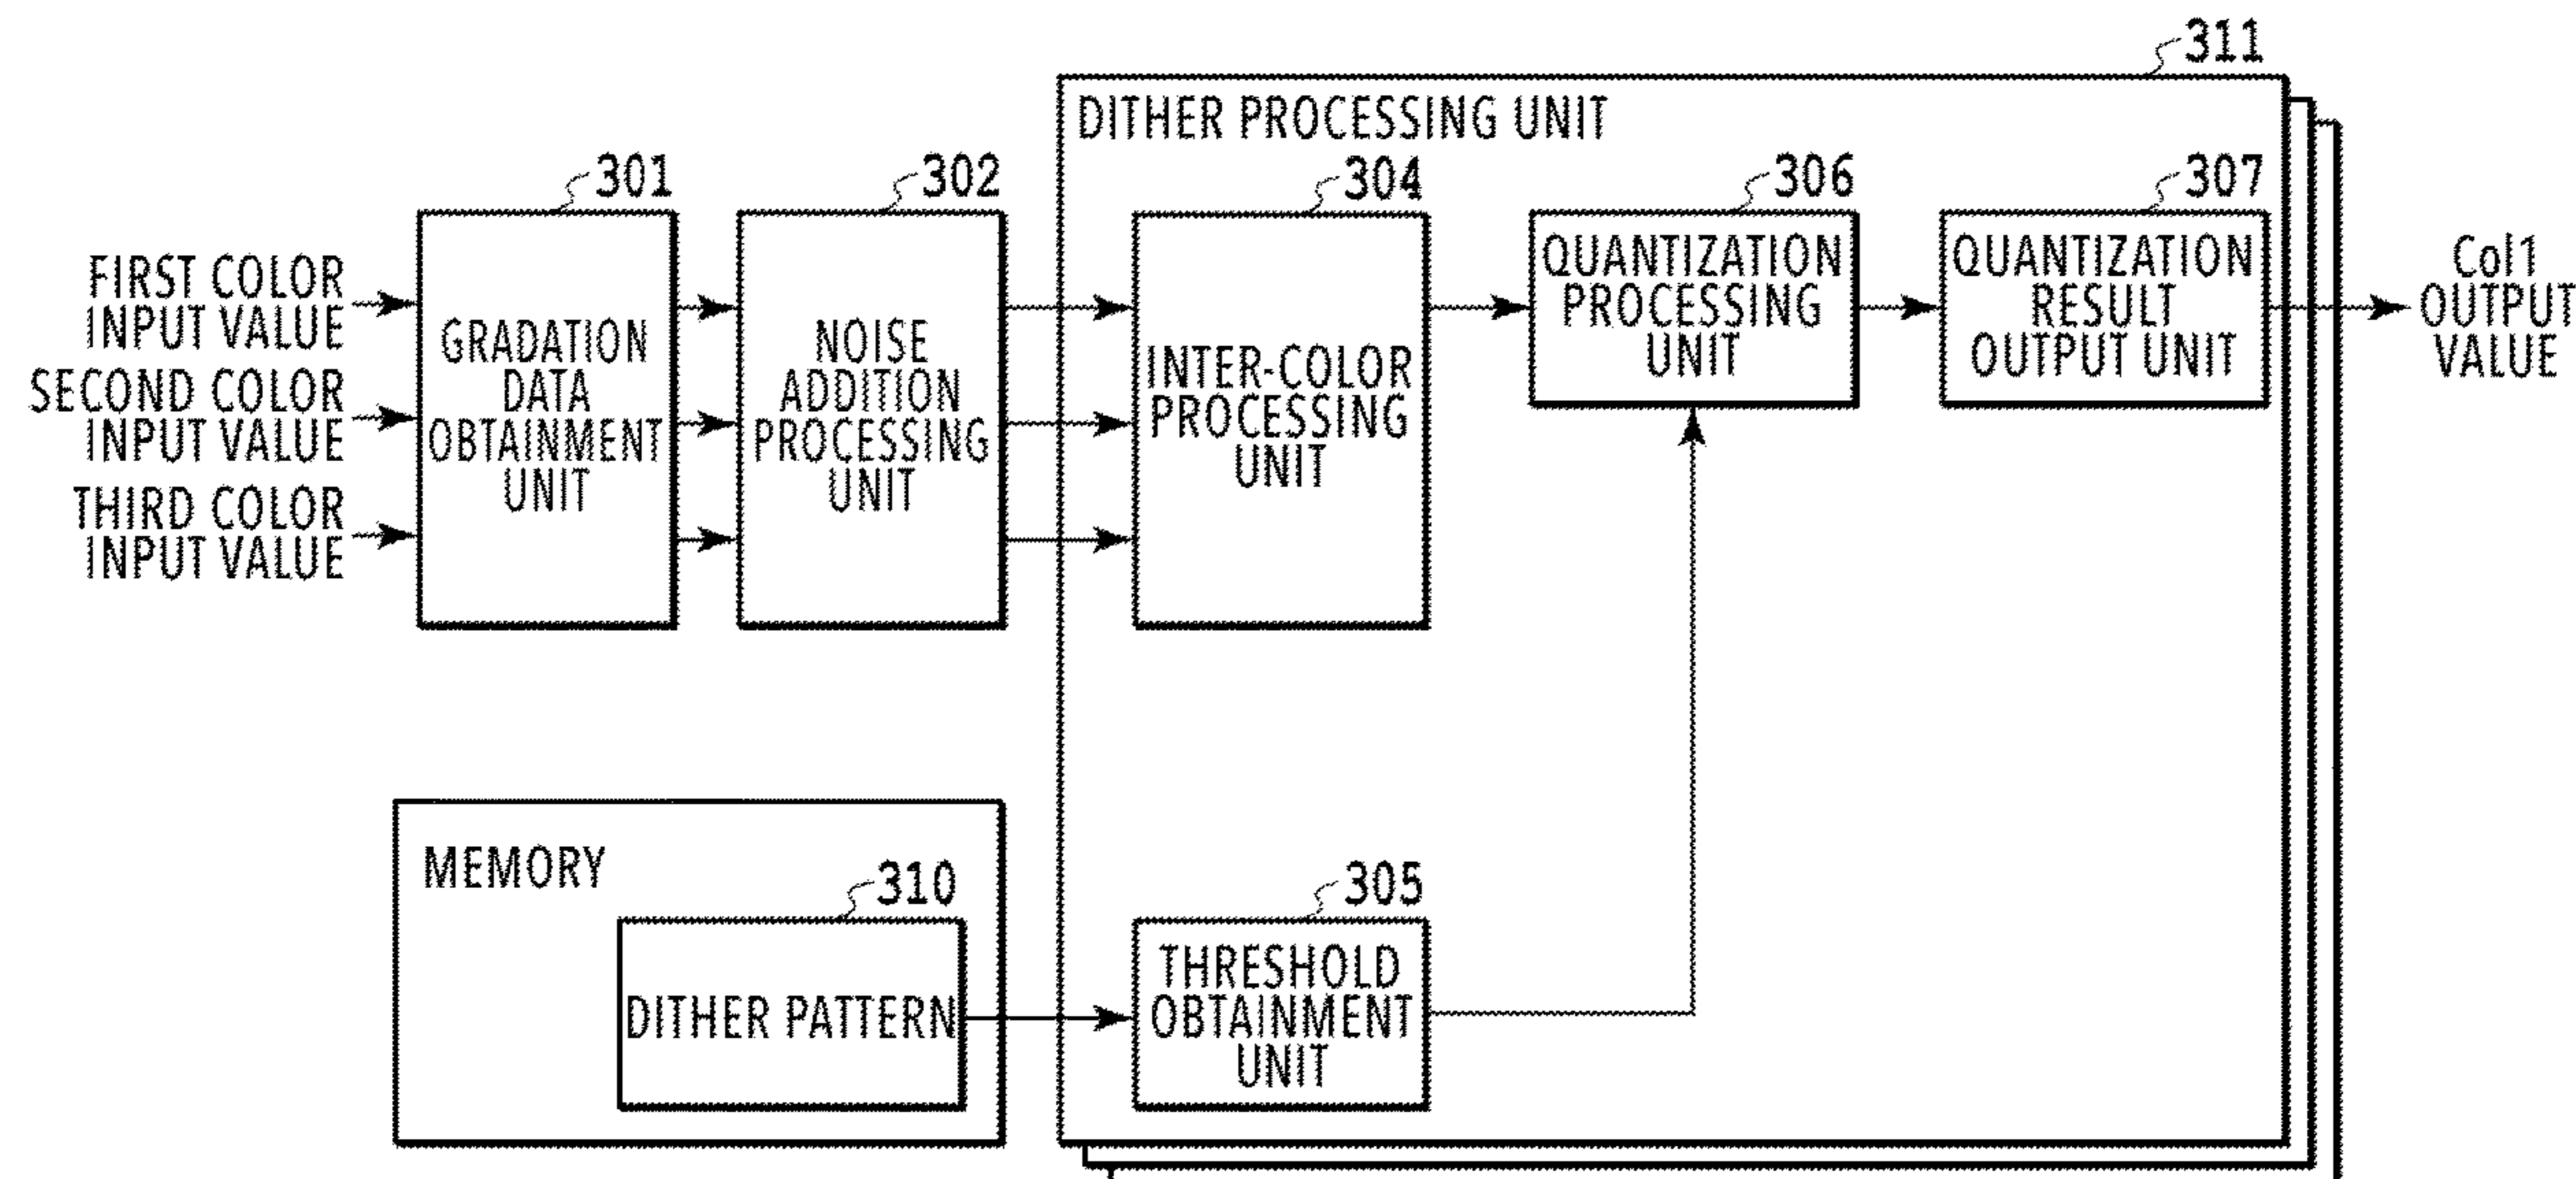 311
DITHER PROCESSING UNIT
301
302
304
306
307
FIRST COLOR
INPUT VALUE
SECOND COLOR
INPUT VALUE
THIRD COLOR
INPUT VALUE
GRADATION
DATA
OBTAINMENT
UNIT
NOISE
ADDITION
PROCESSING
UNIT
INTER-COLOR
PROCESSING
UNIT
QUANTIZATION
PROCESSING
UNIT
QUANTIZATION
RESULT
OUTPUT UNIT
Col1
OUTPUT
VALUE
MEMORY
310
DITHER PATTERN
305
THRESHOLD
OBTAINMENT
UNIT